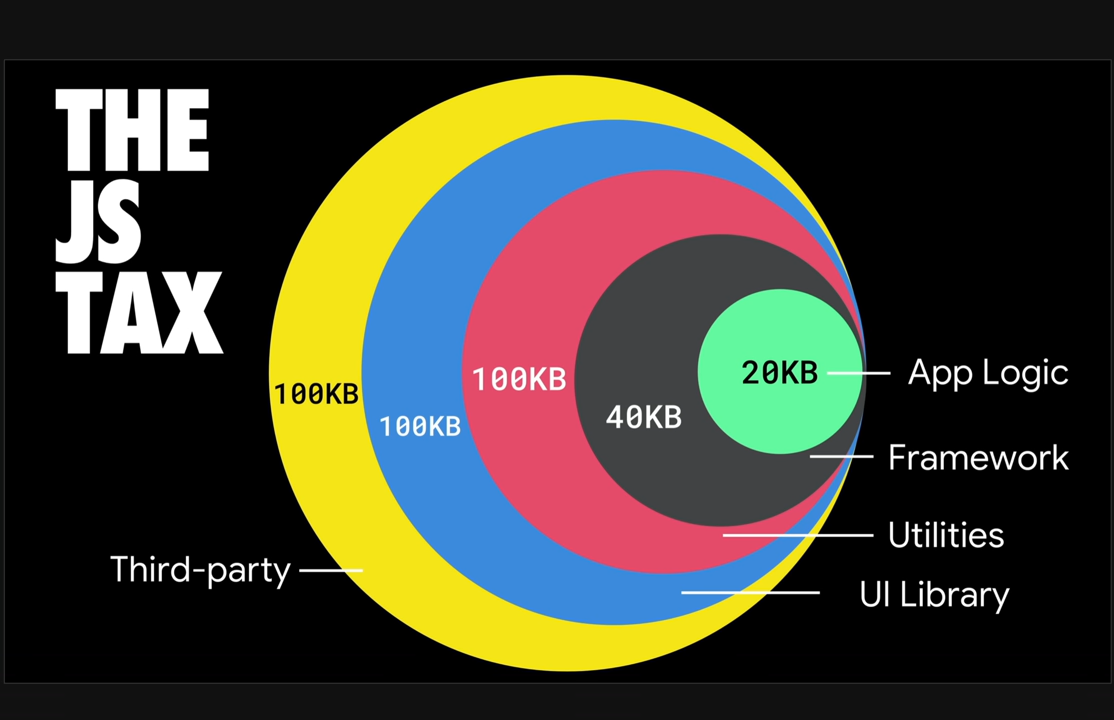 THE
JS
TAX
100KB
100KB
100KB
40KB
20KB
App Logic
Framework
Utilities
UI Library
Third-party